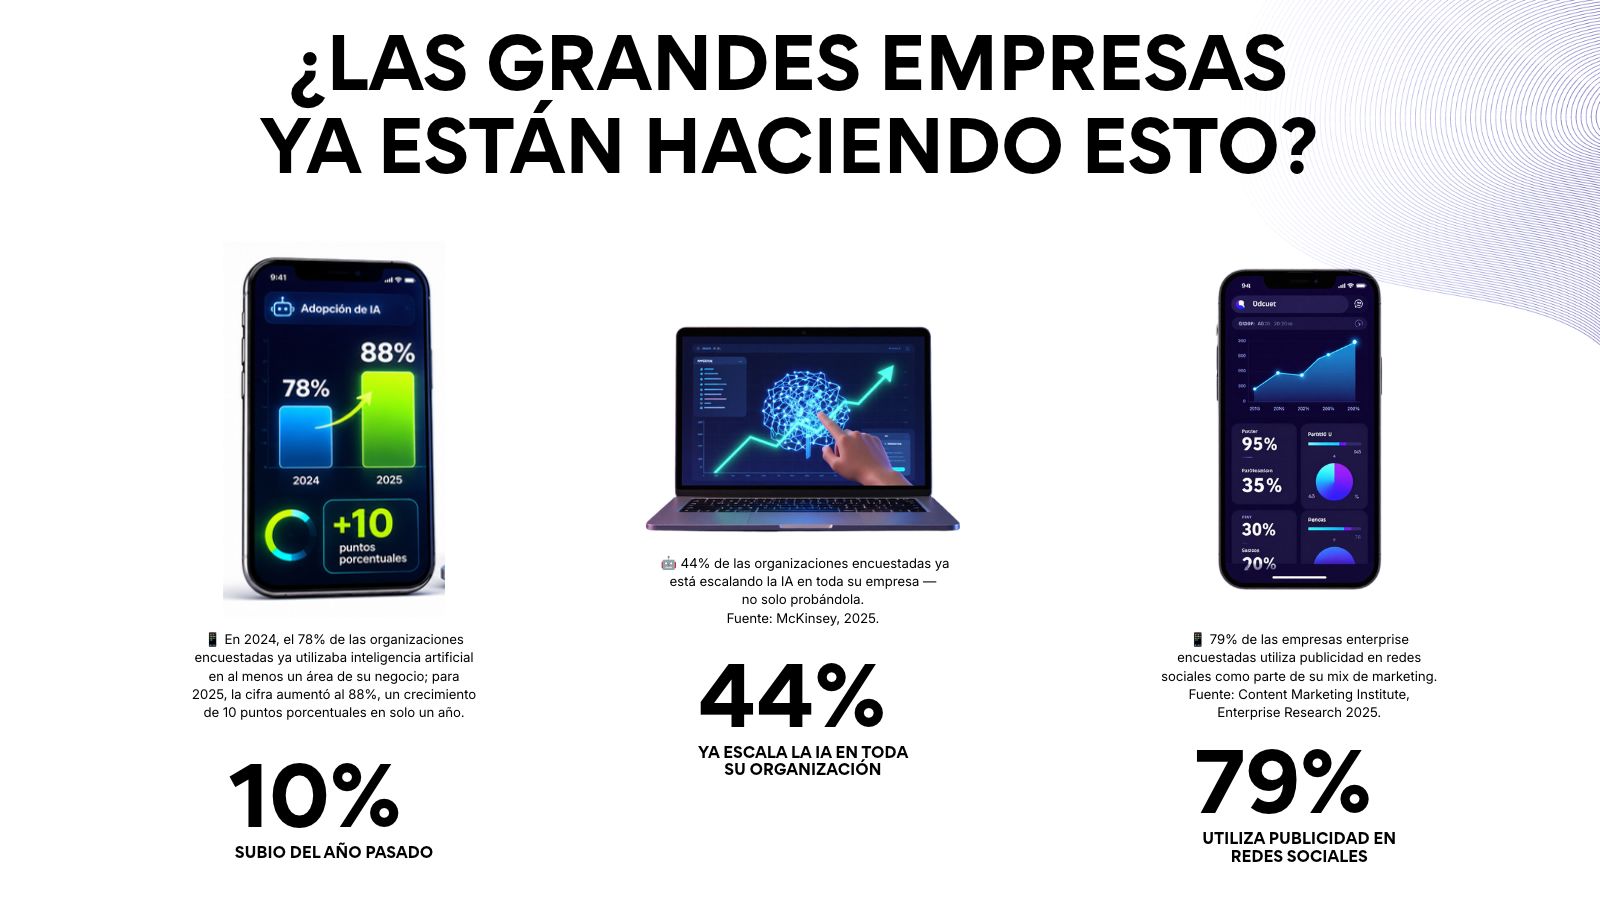 ¿LAS GRANDES EMPRESAS
YA ESTÁN HACIENDO ESTO?
9:41
Adopción de IA
88%
78%
2024
2025
+10
puntos
porcentuales
📱 En 2024, el 78% de las organizaciones
encuestadas ya utilizaba inteligencia artificial
en al menos un área de su negocio; para
2025, la cifra aumentó al 88%, un crecimiento
de 10 puntos porcentuales en solo un año.
10%
SUBIO DEL AÑO PASADO
🤖 44% de las organizaciones encuestadas ya
está escalando la IA en toda su empresa —
no solo probándola.
Fuente: McKinsey, 2025.
44%
YA ESCALA LA IA EN TODA
SU ORGANIZACIÓN
Udcuet
95%
35%
30%
20%
📱 79% de las empresas enterprise
encuestadas utiliza publicidad en redes
sociales como parte de su mix de marketing.
Fuente: Content Marketing Institute,
Enterprise Research 2025.
79%
UTILIZA PUBLICIDAD EN
REDES SOCIALES